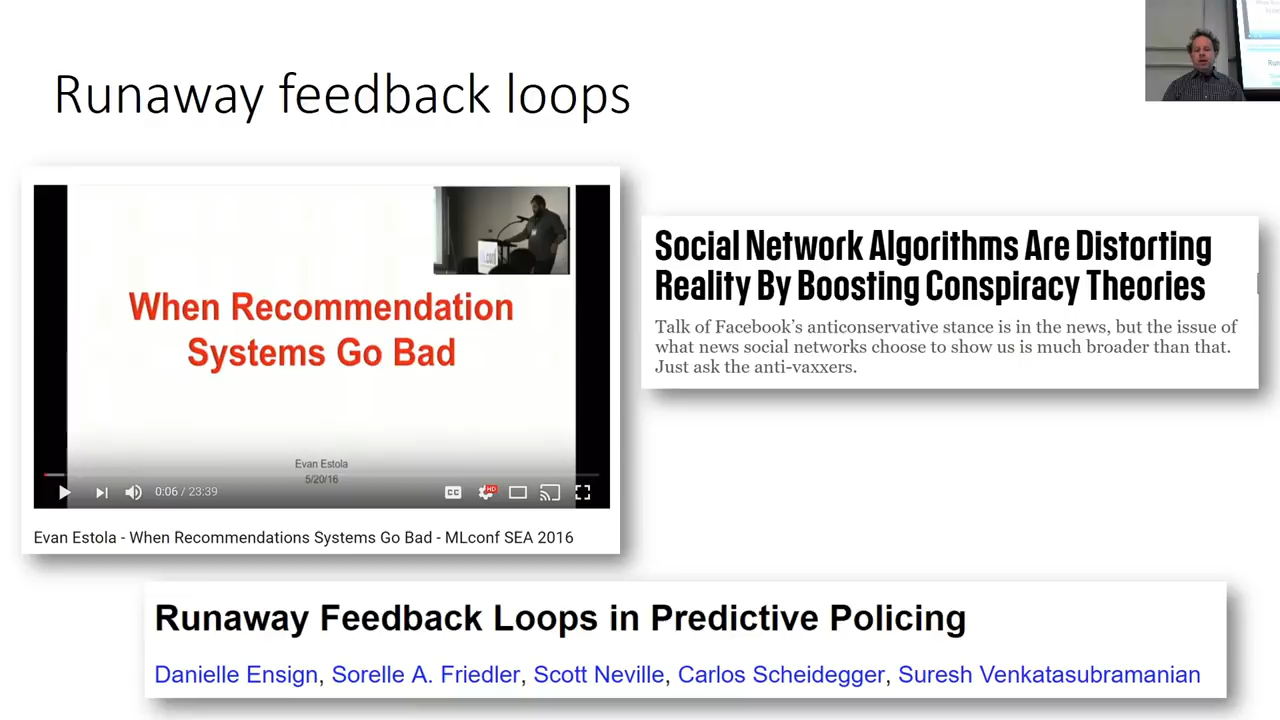 Runaway feedback loops
When Recommendation
Systems Go Bad
Evan Estola
5/20/16
CC
HD
0:06 / 23:39
Evan Estola - When Recommendations Systems Go Bad - MLconf SEA 2016
Social Network Algorithms Are Distorting
Reality By Boosting Conspiracy Theories
Talk of Facebook's anticonservative stance is in the news, but the issue of
what news social networks choose to show us is much broader than that.
Just ask the anti-vaxxers.
Runaway Feedback Loops in Predictive Policing
Danielle Ensign, Sorelle A. Friedler, Scott Neville, Carlos Scheidegger, Suresh Venkatasubramanian